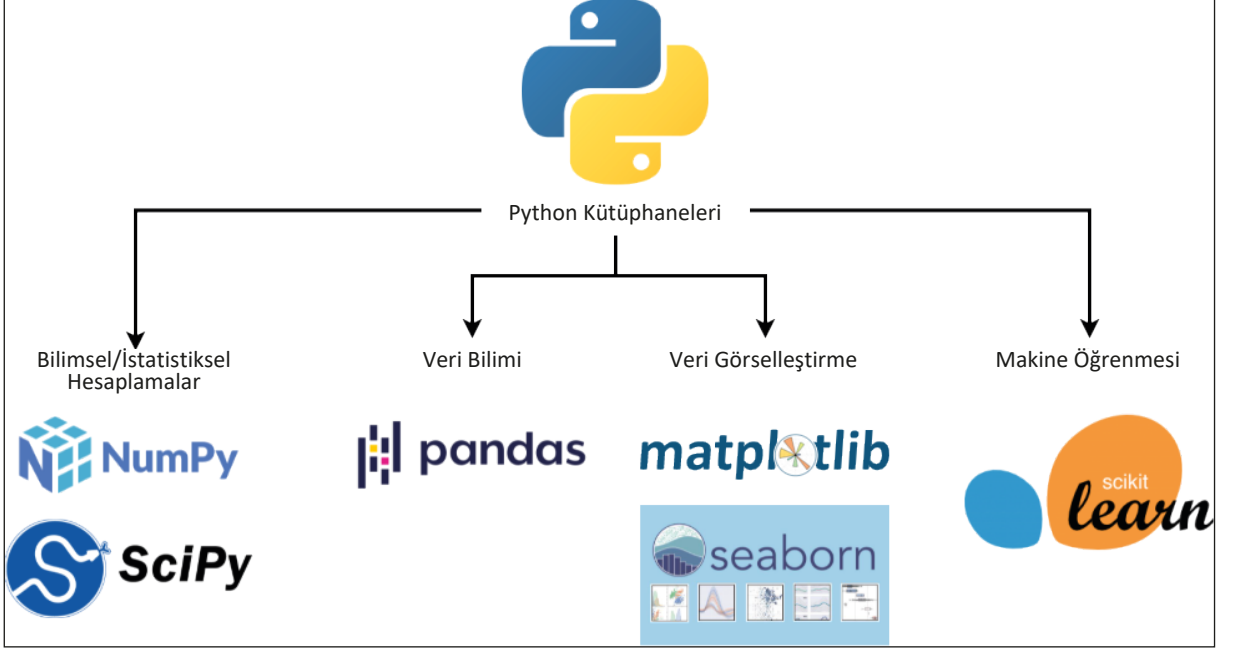 Python Kütüphaneleri
Bilimsel/İstatistiksel
Hesaplamalar
Veri Bilimi
Veri Görselleştirme
Makine Öğrenmesi
NumPy
pandas
matplotlib
scikit
learn
SciPy
seaborn